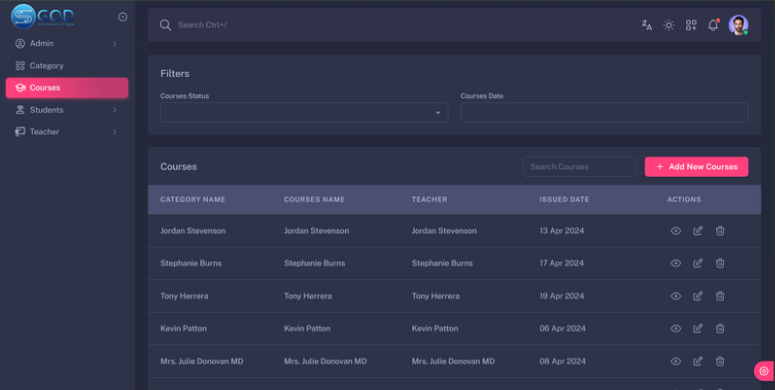 SGOD
Search Ctrl+/
Admin
Category
Courses
Students
Teacher
Filters
Courses Status
Courses Date
Courses
Search Courses
+ Add New Courses
CATEGORY NAME COURSES NAME TEACHER ISSUED DATE ACTIONS
Jordan Stevenson Jordan Stevenson Jordan Stevenson 13 Apr 2024
Stephanie Burns Stephanie Burns Stephanie Burns 17 Apr 2024
Tony Herrera Tony Herrera Tony Herrera 19 Apr 2024
Kevin Patton Kevin Patton Kevin Patton 06 Apr 2024
Mrs. Julie Donovan MD Mrs. Julie Donovan MD Mrs. Julie Donovan MD 08 Apr 2024